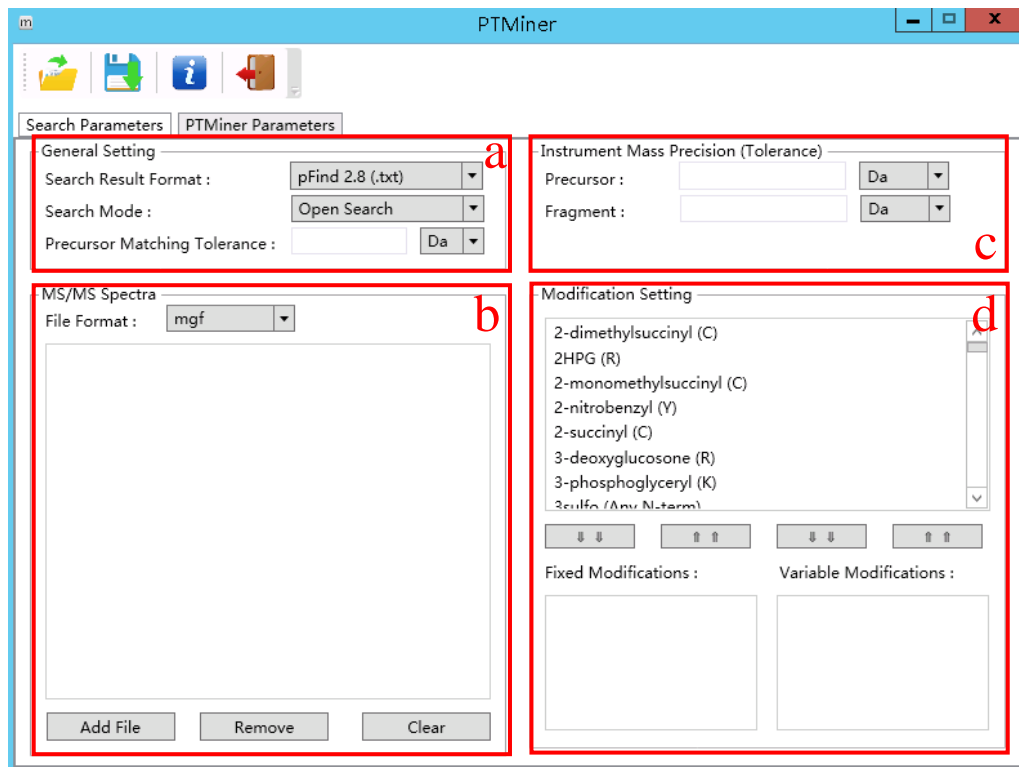 m
PTMiner
X
i
Search Parameters
PTMiner Parameters
General Setting
a
Search Result Format :
pFind 2.8 (.txt)
Search Mode :
Open Search
Precursor Matching Tolerance :
Da
Instrument Mass Precision (Tolerance)
Precursor :
Da
Fragment :
Da
c
MS/MS Spectra
b
File Format :
mgf
Add File
Remove
Clear
Modification Setting
d
2-dimethylsuccinyl (C)
2HPG (R)
2-monomethylsuccinyl (C)
2-nitrobenzyl (Y)
2-succinyl (C)
3-deoxyglucosone (R)
3-phosphoglyceryl (K)
3sulfo (Any N-term)
⇓ ⇓
⇑ ⇑
⇓ ⇓
⇑ ⇑
Fixed Modifications :
Variable Modifications :